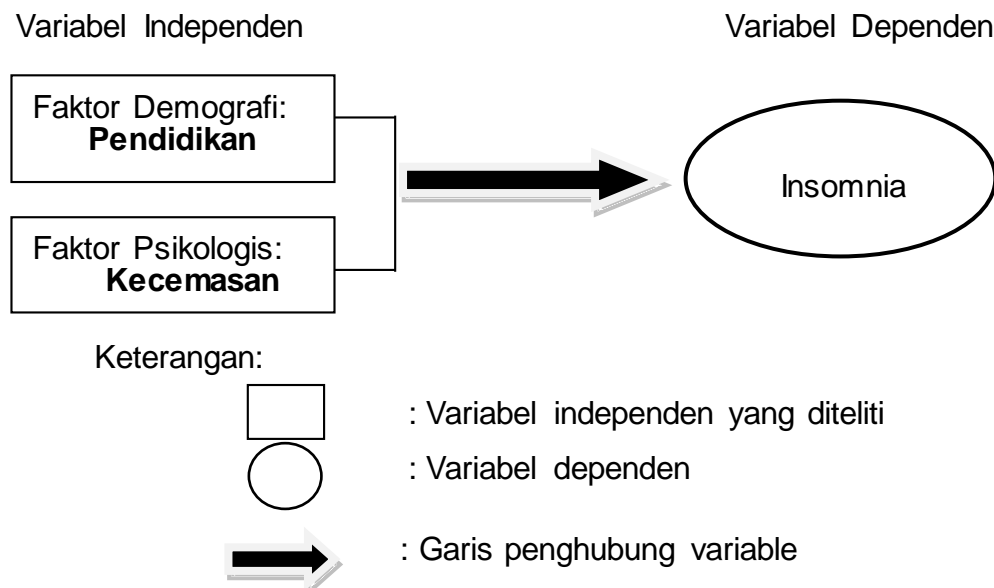 Variabel Independen
Variabel Dependen
Faktor Demografi:
Pendidikan
Faktor Psikologis:
Kecemasan
Insomnia
Keterangan:
: Variabel independen yang diteliti
: Variabel dependen
: Garis penghubung variable